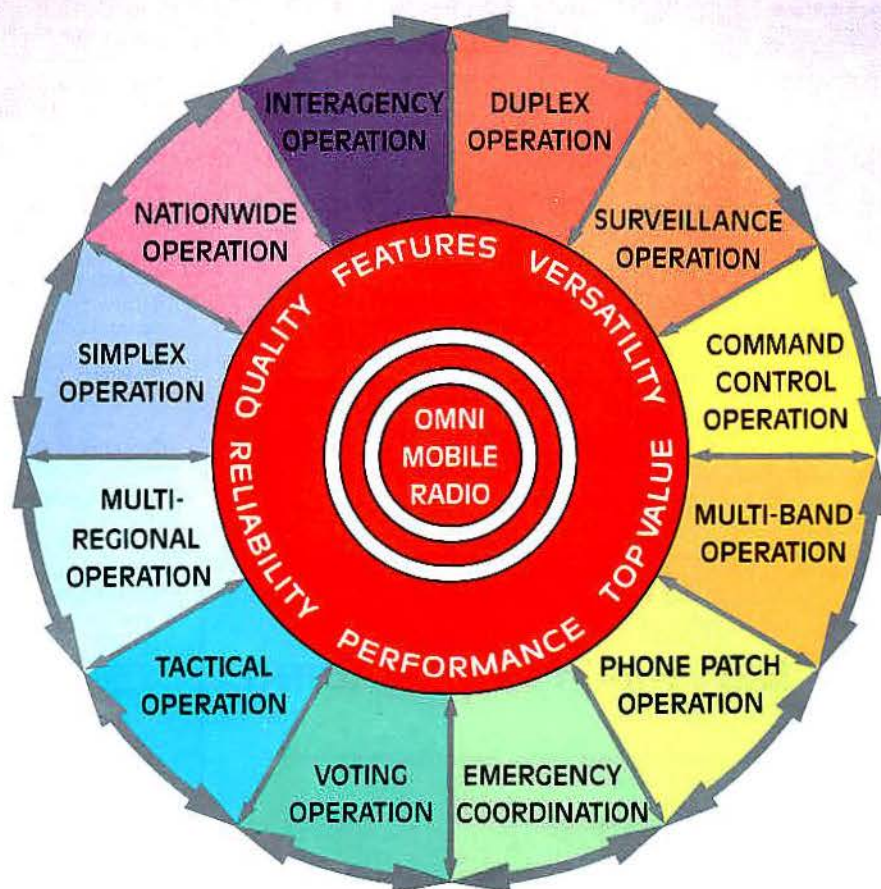 INTERAGENCY
OPERATION
DUPLEX
OPERATION
SURVEILLANCE
OPERATION
COMMAND
CONTROL
OPERATION
MULTI-BAND
OPERATION
PHONE PATCH
OPERATION
EMERGENCY
COORDINATION
VOTING
OPERATION
TACTICAL
OPERATION
MULTI-
REGIONAL
OPERATION
SIMPLEX
OPERATION
NATIONWIDE
OPERATION
QUALITY FEATURES VERSATILITY
RELIABILITY PERFORMANCE TOP VALUE
OMNI
MOBILE
RADIO